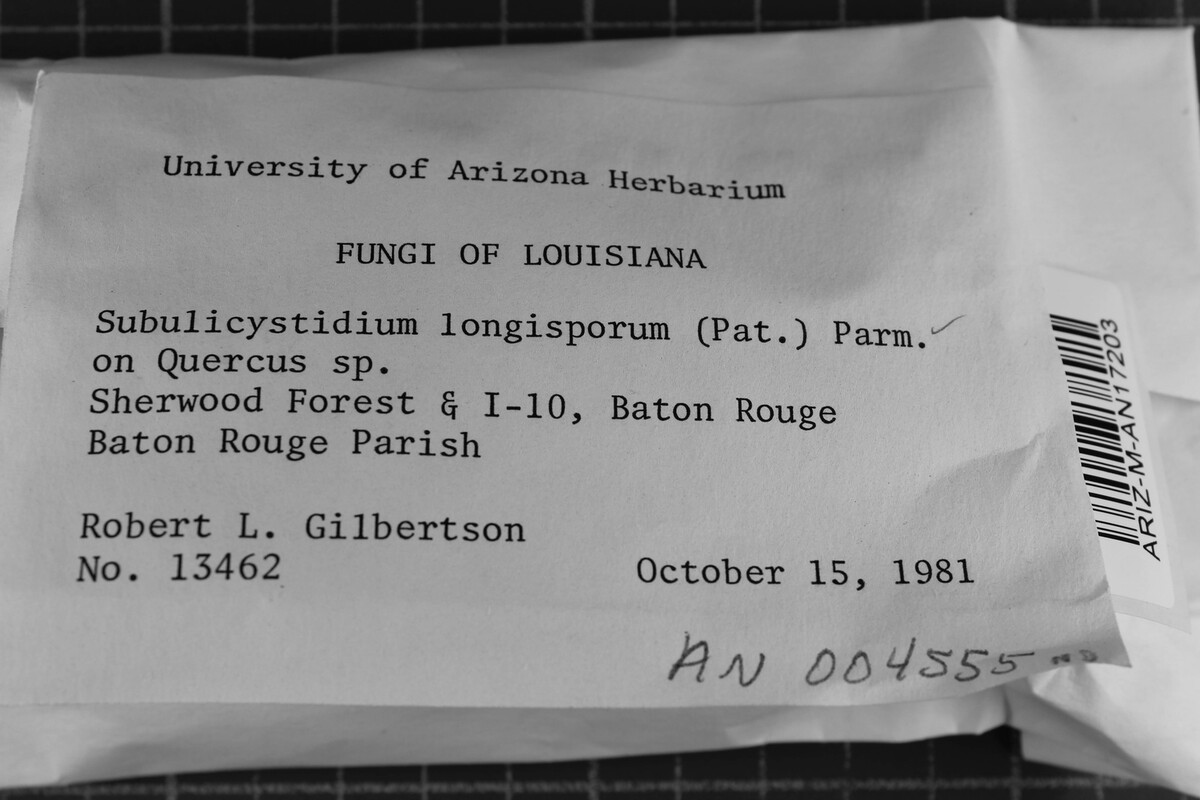 University of Arizona Herbarium
FUNGI OF LOUISIANA
Subulicystidium longisporum (Pat.) Parm.✓
on Quercus sp.
Sherwood Forest & I-10, Baton Rouge
Baton Rouge Parish
Robert L. Gilbertson
No. 13462 October 15, 1981
AN 004555
ARIZ-M-AN17203